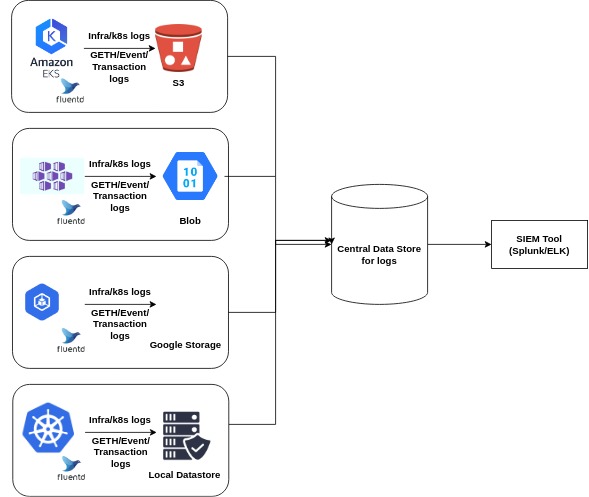 Infra/k8s logs
Amazon
EKS
GETH/Event/
Transaction
logs
fluentd
S3
Infra/k8s logs
GETH/Event/
Transaction
logs
fluentd
10
01
Blob
Infra/k8s logs
GETH/Event/
Transaction
logs
fluentd
Google Storage
Infra/k8s logs
GETH/Event/
Transaction
logs
fluentd
Local Datastore
Central Data Store
for logs
SIEM Tool
(Splunk/ELK)